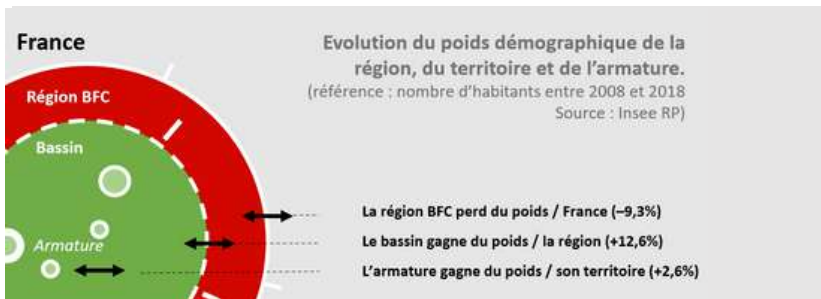 France
Evolution du poids démographique de la
région, du territoire et de l'armature.
(référence : nombre d'habitants entre 2008 et 2018
Source : Insee RP)
Région BFC
Bassin
Armature
La région BFC perd du poids / France (–9,3%)
Le bassin gagne du poids / la région (+12,6%)
L'armature gagne du poids / son territoire (+2,6%)